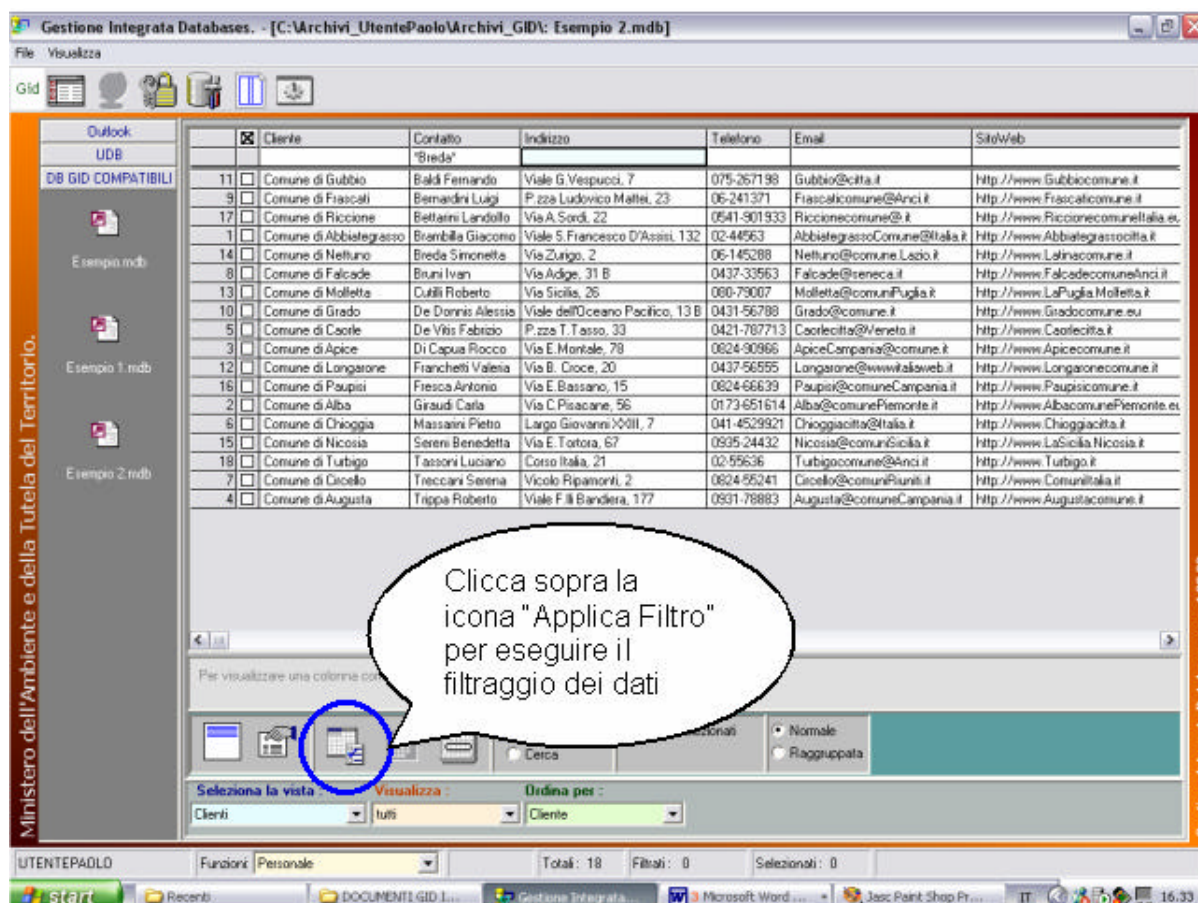 Gestione Integrata Databases. - [C:\Archivi_UtentePaolo\Archivi_GID\: Esempio 2.mdb]
File Visualizza
Gid
Outlook
UDB
DB GID COMPATIBILI
Esempio.mdb
Esempio 1.mdb
Esempio 2.mdb
Ministero dell'Ambiente e della Tutela del Territorio.
Cliente Contatto Indirizzo Telefono Email SitoWeb
"Breda"
11 Comune di Gubbio Baldi Fernando Viale G.Vespucci, 7 075-267198 Gubbio@citta.it http://www.Gubbiocomune.it
9 Comune di Frascati Bernardini Luigi P.zza Ludovico Mattei, 23 06-241371 Frascaticomune@Anci.it http://www.Frascaticomune.it
17 Comune di Riccione Bettarini Landolfo Via A.Sordi, 22 0541-901933 Riccionecomune@.it http://www.RiccionecomuneItalia.eu
1 Comune di Abbiategrasso Brambilla Giacomo Viale S.Francesco D'Assisi, 132 02-44563 AbbiategrassoComune@Italia.it http://www.Abbiategrassocitta.it
14 Comune di Nettuno Breda Simonetta Via Zurigo, 2 06-145288 Nettuno@comune.Lazio.it http://www.Latinacomune.it
8 Comune di Falcade Bruni Ivan Via Adige, 31 B 0437-33563 Falcade@seneca.it http://www.FalcadecomuneAnci.it
13 Comune di Molfetta Cutilli Roberto Via Sicilia, 26 080-79007 Molfetta@comuniPuglia.it http://www.LaPuglia.Molfetta.it
10 Comune di Grado De Donnis Alessia Viale dell'Oceano Pacifico, 13 B 0431-56788 Grado@comune.it http://www.Gradocomune.eu
5 Comune di Caorle De Vitis Fabrizio P.zza T.Tasso, 33 0421-787713 Caorlecitta@Veneto.it http://www.Caorlecitta.it
3 Comune di Apice Di Capua Rocco Via E.Montale, 78 0824-90966 ApiceCampania@comune.it http://www.Apicecomune.it
12 Comune di Longarone Franchetti Valeria Via B. Croce, 20 0437-56555 Longarone@wwwitaliaweb.it http://www.Longaronecomune.it
16 Comune di Paupisi Fresca Antonio Via E.Bassano, 15 0824-66639 Paupisi@comuneCampania.it http://www.Paupisicomune.it
2 Comune di Alba Giraudi Carla Via C.Pisacane, 56 0173-651614 Alba@comunePiemonte.it http://www.AlbacomunePiemonte.eu
6 Comune di Chioggia Massarini Pietro Largo Giovanni XXIII, 7 041-4529921 Chioggiacitta@Italia.it http://www.Chioggiacitta.it
15 Comune di Nicosia Sereni Benedetta Via E.Tortora, 67 0935-24432 Nicosia@comuniSicilia.it http://www.LaSicilia.Nicosia.it
18 Comune di Turbigo Tassoni Luciano Corso Italia, 21 02-55636 Turbigocomune@Anci.it http://www.Turbigo.it
7 Comune di Circello Treccani Serena Vicolo Ripamonti, 2 0824-55241 Circello@comuniRiuniti.it http://www.ComuniItalia.it
4 Comune di Augusta Trippa Roberto Viale F.lli Bandiera, 177 0931-78883 Augusta@comuneCampania.it http://www.Augustacomune.it
Clicca sopra la
icona "Applica Filtro"
per eseguire il
filtraggio dei dati
Per visualizzare una colonna
Cerca
Normale
Raggruppata
Seleziona la vista : Visualizza : Ordina per :
Clienti tutti Cliente
UTENTEPAOLO Funzioni: Personale Totali: 18 Filtrati: 0 Selezionati: 0
start Recenti DOCUMENTI GID I... Gestione Integrata... 3 Microsoft Word ... Jasc Paint Shop Pr... IT 16.33